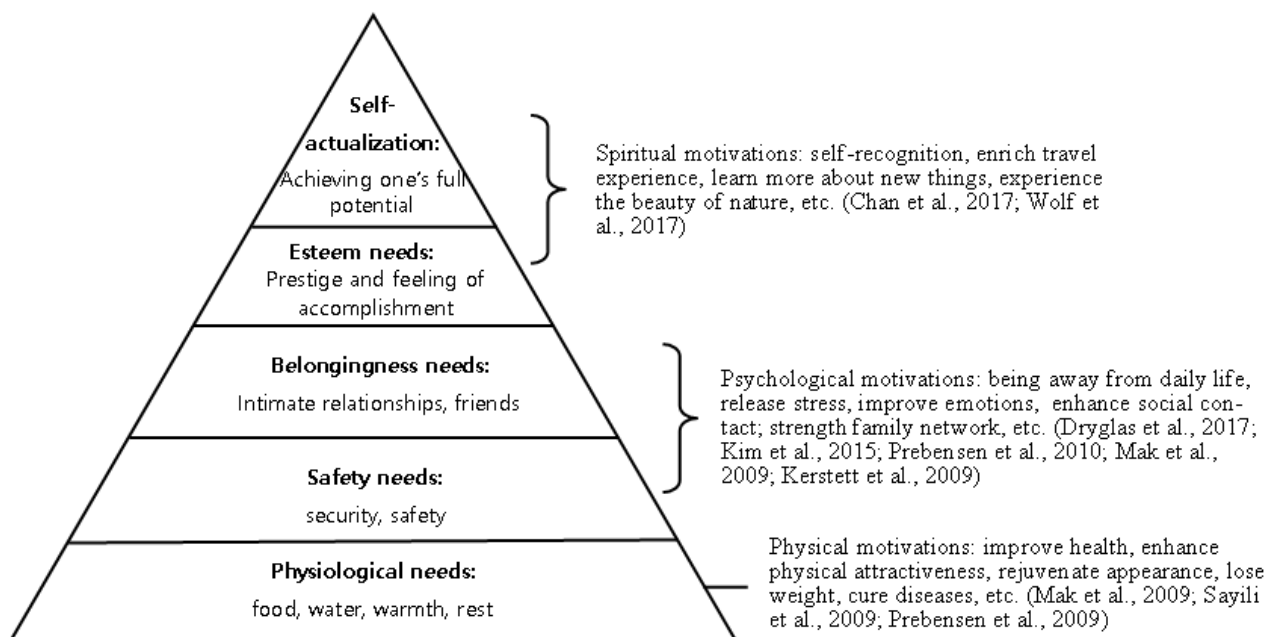 Self-
actualization:
Achieving one's full
potential
Spiritual motivations: self-recognition, enrich travel
experience, learn more about new things, experience
the beauty of nature, etc. (Chan et al., 2017; Wolf et
al., 2017)
Esteem needs:
Prestige and feeling of
accomplishment
Belongingness needs:
Intimate relationships, friends
Psychological motivations: being away from daily life,
release stress, improve emotions, enhance social con-
tact; strength family network, etc. (Dryglas et al., 2017;
Kim et al., 2015; Prebensen et al., 2010; Mak et al.,
2009; Kerstett et al., 2009)
Safety needs:
security, safety
Physiological needs:
food, water, warmth, rest
Physical motivations: improve health, enhance
physical attractiveness, rejuvenate appearance, lose
weight, cure diseases, etc. (Mak et al., 2009; Sayili
et al., 2009; Prebensen et al., 2009)